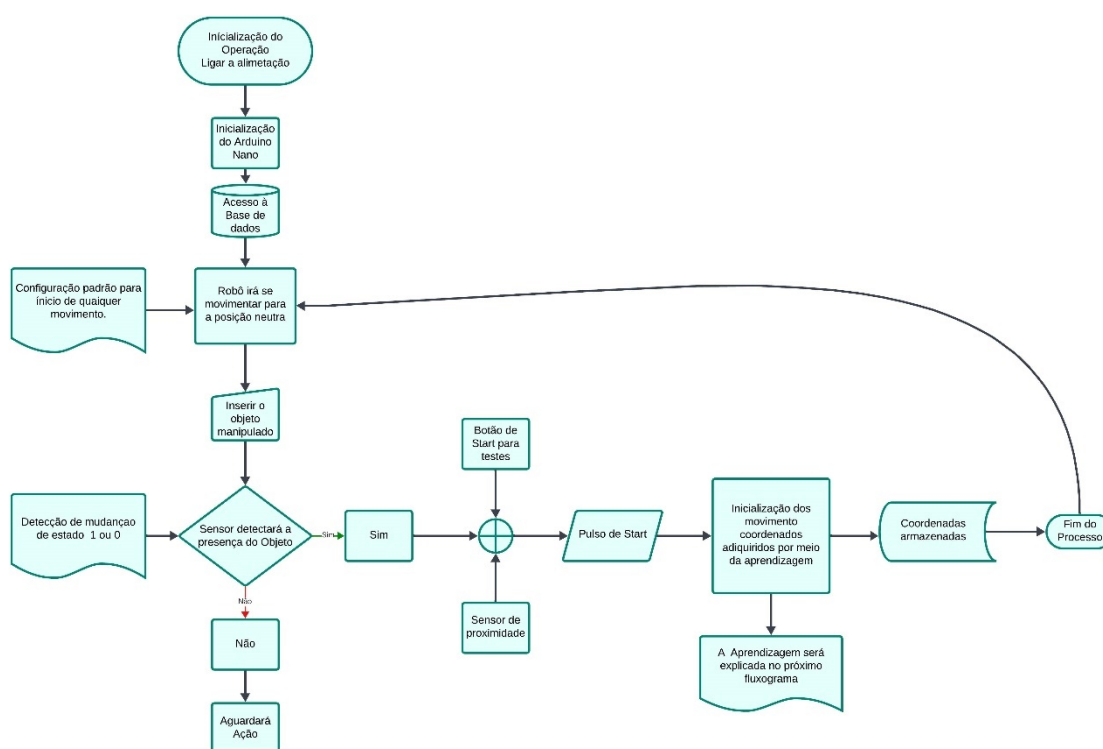 Inícialização do
Operação
Ligar a alimetação
Inicialização
do Arduino
Nano
Acesso à
Base de
dados
Configuração padrão para
ínicio de quaiquer
movimento.
Robô irá se
movimentar para
a posição neutra
Inserir o
objeto
manipulado
Botão de
Start para
testes
Detecção de mudançao
de estado 1 ou 0
Sensor detectará a
presença do Objeto
Sim
Sim
Pulso de Start
Inicialização dos
movimento
coordenados
adiquiridos por meio
da aprendizagem
Coordenadas
armazenadas
Fim do
Processo
Não
Não
Sensor de
proximidade
A Aprendizagem será
explicada no próximo
fluxograma
Aguardará
Ação